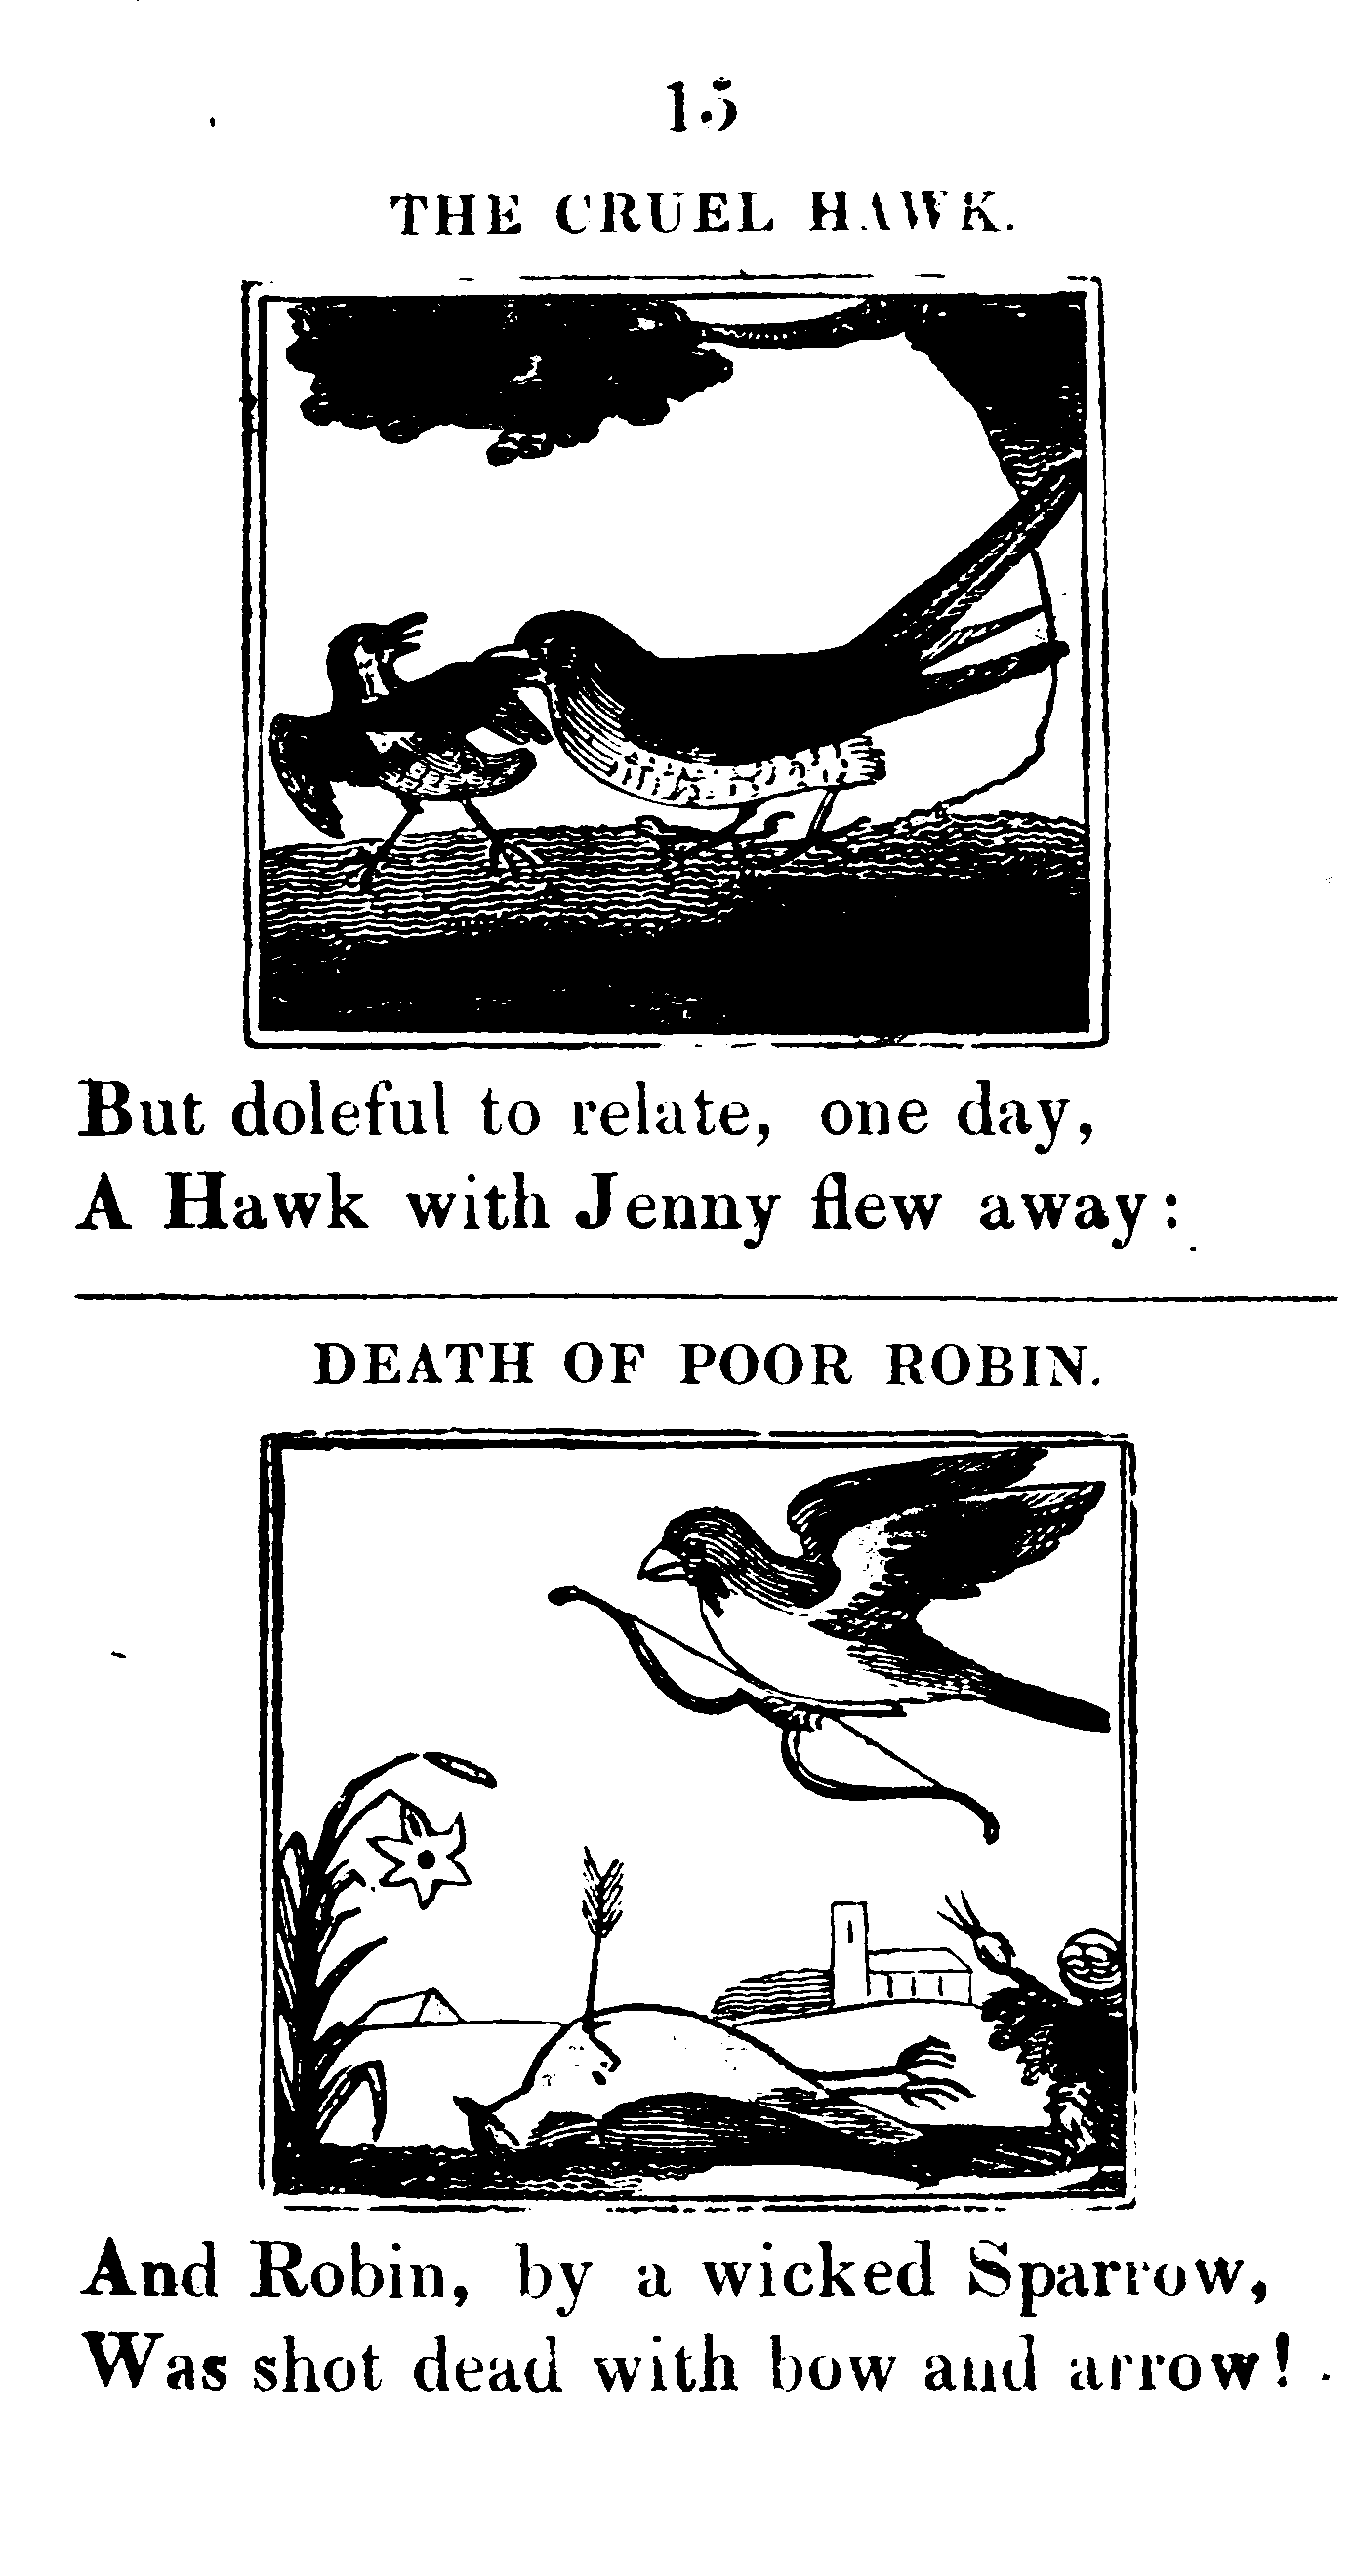 15
THE CRUEL HAWK.
But doleful to relate, one day,
A Hawk with Jenny flew away:
DEATH OF POOR ROBIN.
And Robin, by a wicked Sparrow,
Was shot dead with bow and arrow!